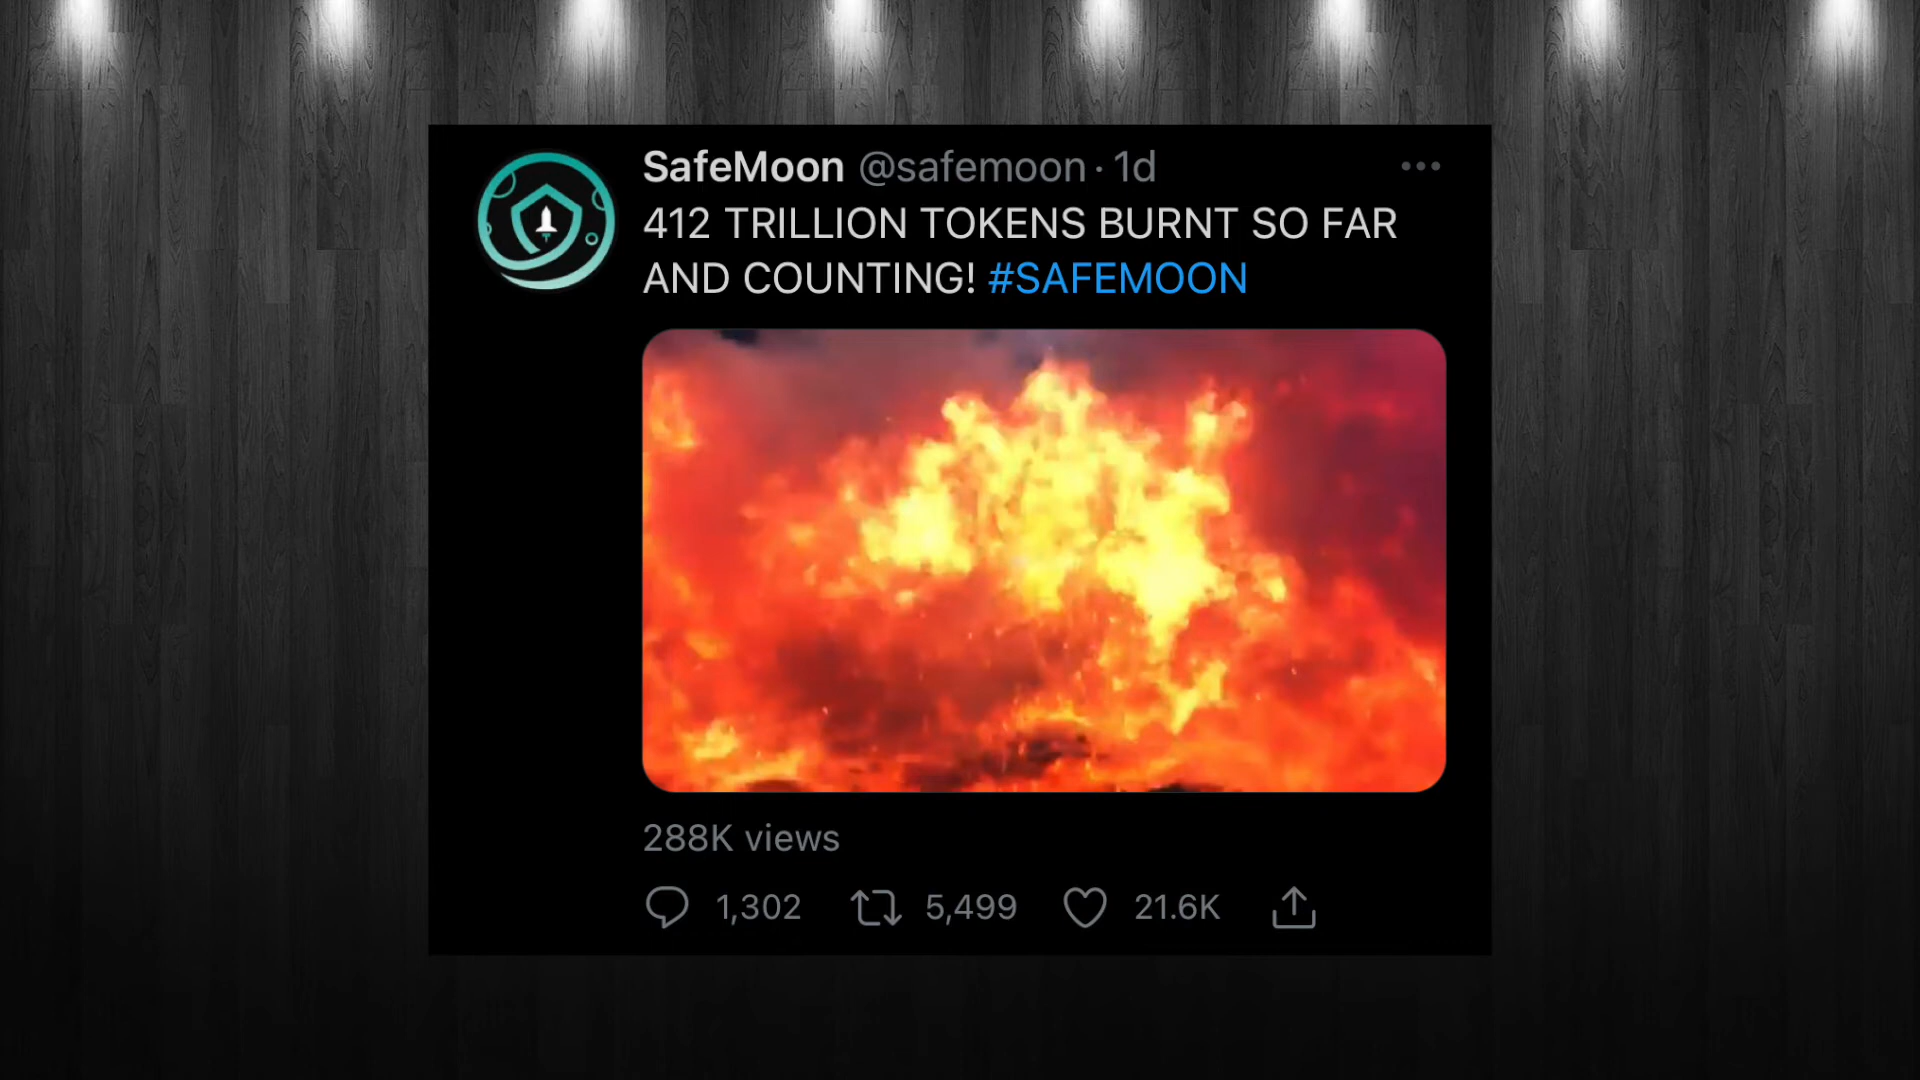 SafeMoon @safemoon · 1d
412 TRILLION TOKENS BURNT SO FAR
AND COUNTING! #SAFEMOON
288K views
1,302 5,499 21.6K